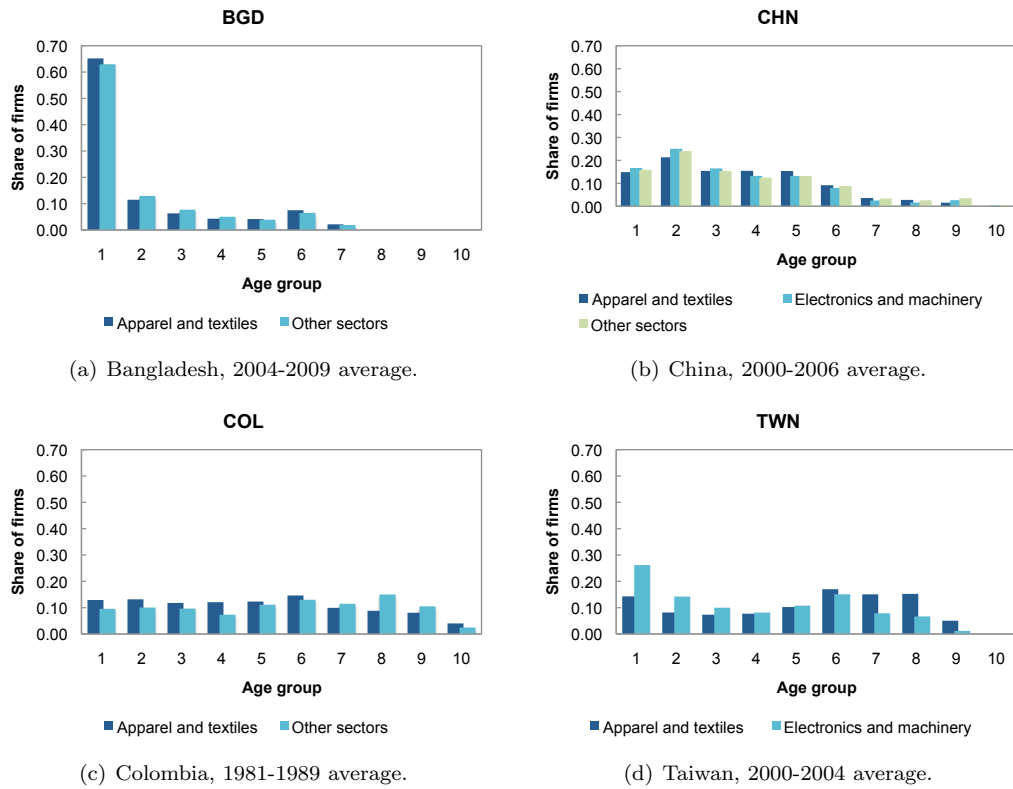 BGD
0.70
0.60
0.50
0.40
0.30
0.20
0.10
0.00
Share of firms
1 2 3 4 5 6 7 8 9 10
Age group
Apparel and textiles Other sectors
(a) Bangladesh, 2004-2009 average.
CHN
0.70
0.60
0.50
0.40
0.30
0.20
0.10
0.00
Share of firms
1 2 3 4 5 6 7 8 9 10
Age group
Apparel and textiles Electronics and machinery
Other sectors
(b) China, 2000-2006 average.
COL
0.70
0.60
0.50
0.40
0.30
0.20
0.10
0.00
Share of firms
1 2 3 4 5 6 7 8 9 10
Age group
Apparel and textiles Other sectors
(c) Colombia, 1981-1989 average.
TWN
0.70
0.60
0.50
0.40
0.30
0.20
0.10
0.00
Share of firms
1 2 3 4 5 6 7 8 9 10
Age group
Apparel and textiles Electronics and machinery
(d) Taiwan, 2000-2004 average.